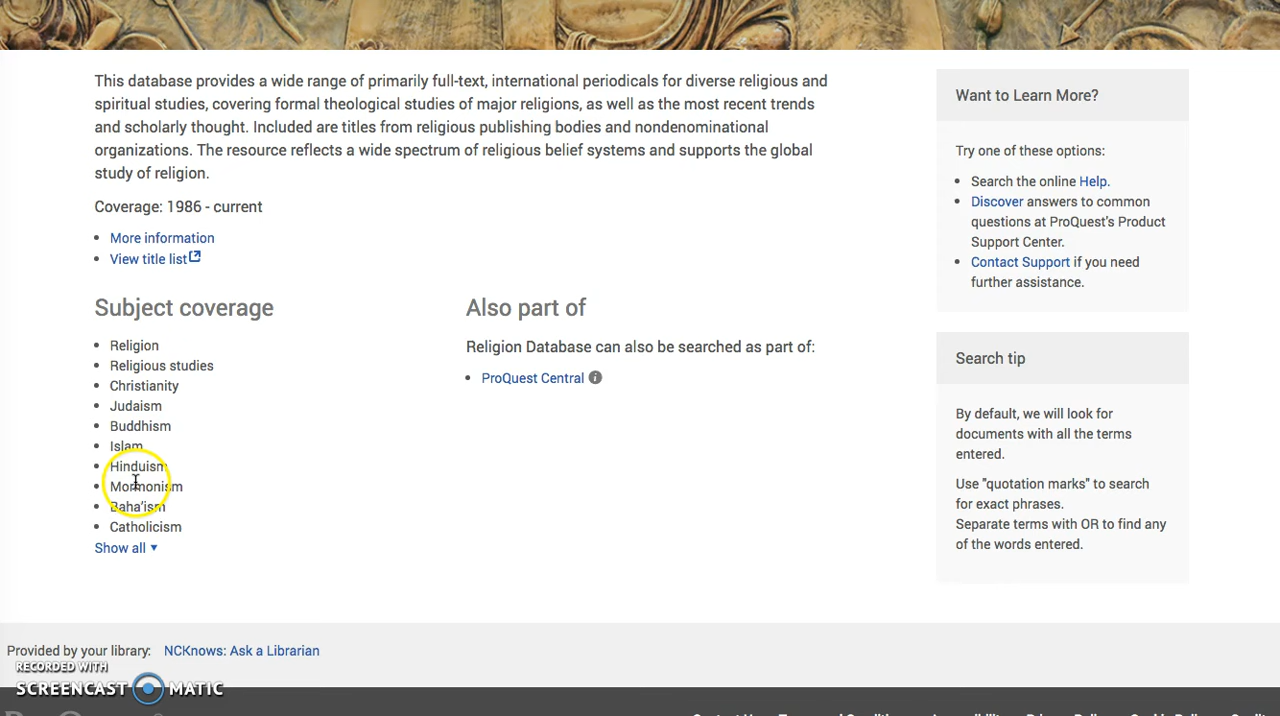 This database provides a wide range of primarily full-text, international periodicals for diverse religious and
spiritual studies, covering formal theological studies of major religions, as well as the most recent trends
and scholarly thought. Included are titles from religious publishing bodies and nondenominational
organizations. The resource reflects a wide spectrum of religious belief systems and supports the global
study of religion.
Coverage: 1986 - current
More information
View title list
Subject coverage
Religion
Religious studies
Christianity
Judaism
Buddhism
Islam
Hinduism
Mormonism
Baha'ism
Catholicism
Show all
Also part of
Religion Database can also be searched as part of:
ProQuest Central
Want to Learn More?
Try one of these options:
Search the online Help.
Discover answers to common
questions at ProQuest's Product
Support Center.
Contact Support if you need
further assistance.
Search tip
By default, we will look for
documents with all the terms
entered.
Use "quotation marks" to search
for exact phrases.
Separate terms with OR to find any
of the words entered.
Provided by your library: NCKnows: Ask a Librarian
RECORDED WITH
SCREENCAST MATIC